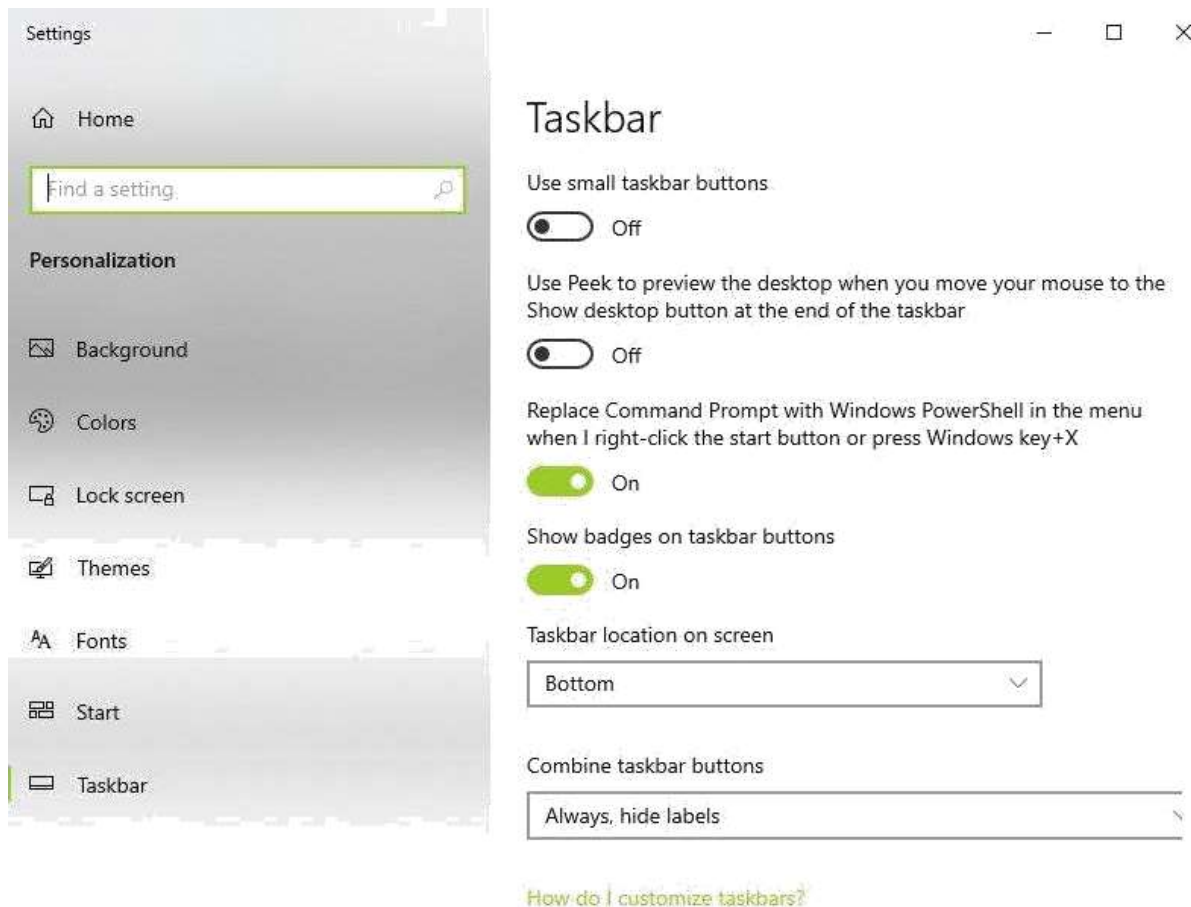 Settings
Home
Find a setting
Personalization
Background
Colors
Lock screen
Themes
Fonts
Start
Taskbar
Taskbar
Use small taskbar buttons
Off
Use Peek to preview the desktop when you move your mouse to the
Show desktop button at the end of the taskbar
Off
Replace Command Prompt with Windows PowerShell in the menu
when I right-click the start button or press Windows key+X
On
Show badges on taskbar buttons
On
Taskbar location on screen
Bottom
Combine taskbar buttons
Always, hide labels
How do I customize taskbars?